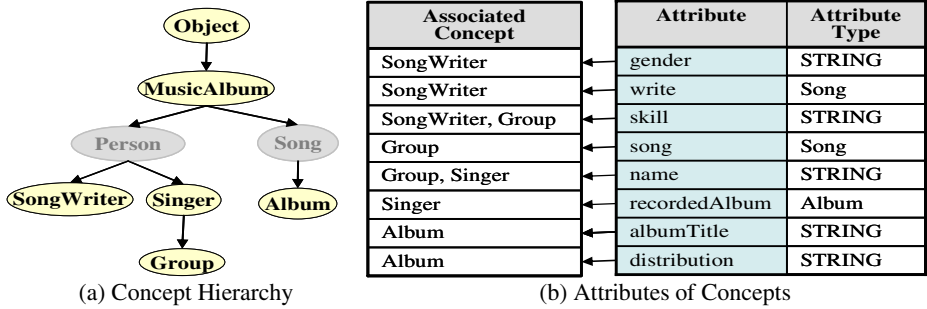 Object
MusicAlbum
Person
Song
SongWriter
Singer
Album
Group
(a) Concept Hierarchy
Associated
Concept
Attribute
Attribute
Type
SongWriter
gender
STRING
SongWriter
write
Song
SongWriter, Group
skill
STRING
Group
song
Song
Group, Singer
name
STRING
Singer
recordedAlbum
Album
Album
albumTitle
STRING
Album
distribution
STRING
(b) Attributes of Concepts